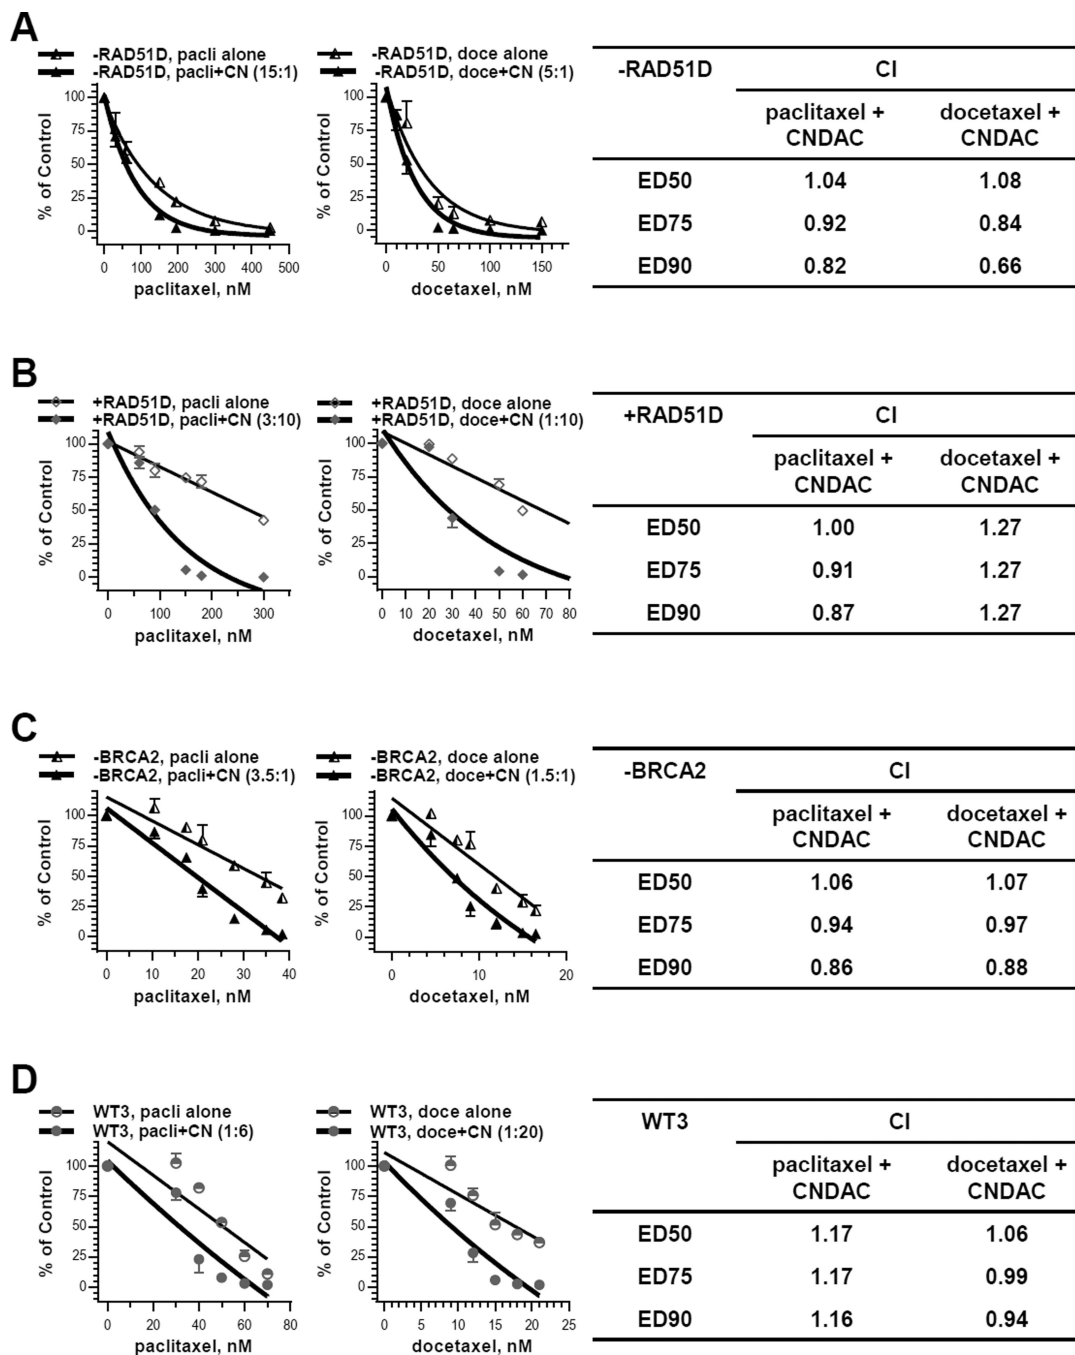 A
-RAD51D, pacli alone
-RAD51D, pacli+CN (15:1)
% of Control
100
75
50
25
0
0 100 200 300 400 500
paclitaxel, nM
-RAD51D, doce alone
-RAD51D, doce+CN (5:1)
% of Control
100
75
50
25
0
0 50 100 150
docetaxel, nM
-RAD51D CI
paclitaxel + CNDAC docetaxel + CNDAC
ED50 1.04 1.08
ED75 0.92 0.84
ED90 0.82 0.66
B
+RAD51D, pacli alone
+RAD51D, pacli+CN (3:10)
% of Control
100
75
50
25
0
0 100 200 300
paclitaxel, nM
+RAD51D, doce alone
+RAD51D, doce+CN (1:10)
% of Control
100
75
50
25
0
0 10 20 30 40 50 60 70 80
docetaxel, nM
+RAD51D CI
paclitaxel + CNDAC docetaxel + CNDAC
ED50 1.00 1.27
ED75 0.91 1.27
ED90 0.87 1.27
C
-BRCA2, pacli alone
-BRCA2, pacli+CN (3.5:1)
% of Control
100
75
50
25
0
0 10 20 30 40
paclitaxel, nM
-BRCA2, doce alone
-BRCA2, doce+CN (1.5:1)
% of Control
100
75
50
25
0
0 10 20
docetaxel, nM
-BRCA2 CI
paclitaxel + CNDAC docetaxel + CNDAC
ED50 1.06 1.07
ED75 0.94 0.97
ED90 0.86 0.88
D
WT3, pacli alone
WT3, pacli+CN (1:6)
% of Control
100
75
50
25
0
0 20 40 60 80
paclitaxel, nM
WT3, doce alone
WT3, doce+CN (1:20)
% of Control
100
75
50
25
0
0 5 10 15 20 25
docetaxel, nM
WT3 CI
paclitaxel + CNDAC docetaxel + CNDAC
ED50 1.17 1.06
ED75 1.17 0.99
ED90 1.16 0.94